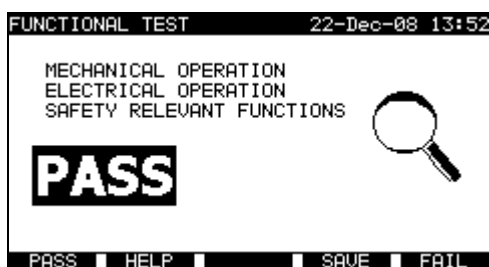 FUNCTIONAL TEST 22-Dec-08 13:52
MECHANICAL OPERATION
ELECTRICAL OPERATION
SAFETY RELEVANT FUNCTIONS
PASS
PASS HELP SAVE FAIL